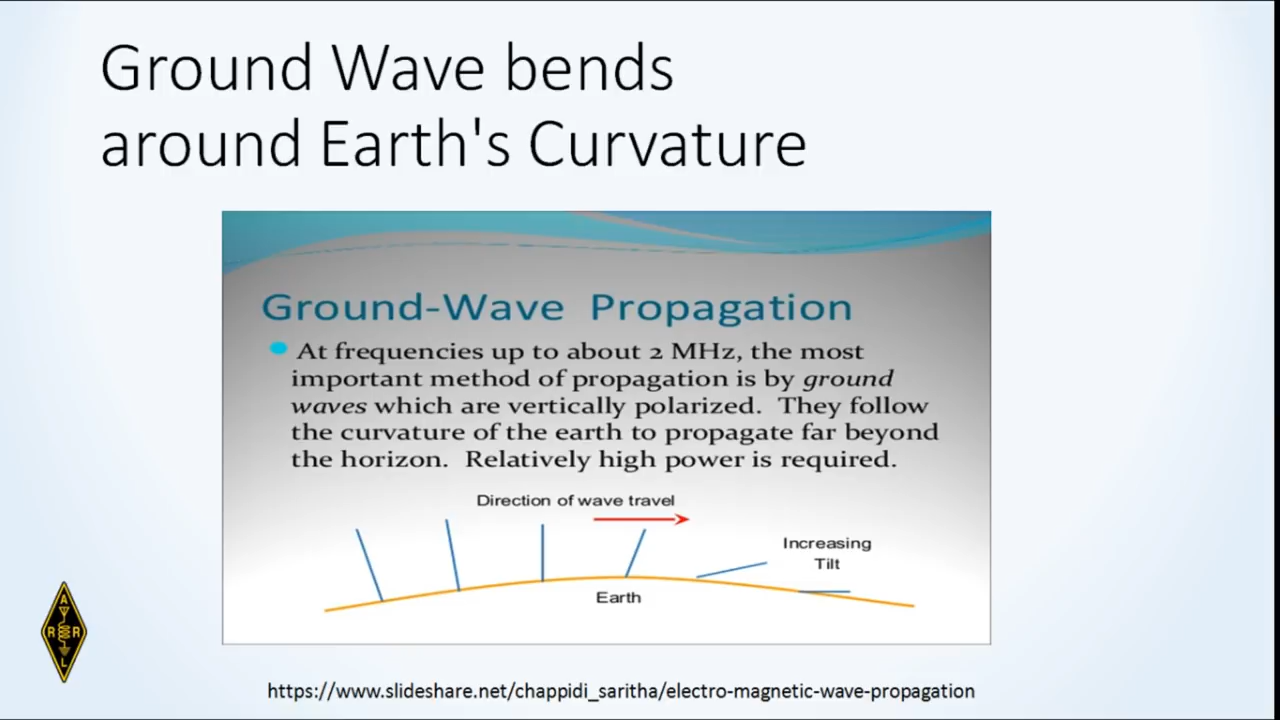 Ground Wave bends
around Earth's Curvature
Ground-Wave Propagation
At frequencies up to about 2 MHz, the most
important method of propagation is by ground
waves which are vertically polarized. They follow
the curvature of the earth to propagate far beyond
the horizon. Relatively high power is required.
Direction of wave travel
Increasing
Tilt
Earth
A
R R
L
https://www.slideshare.net/chappidi_saritha/electro-magnetic-wave-propagation